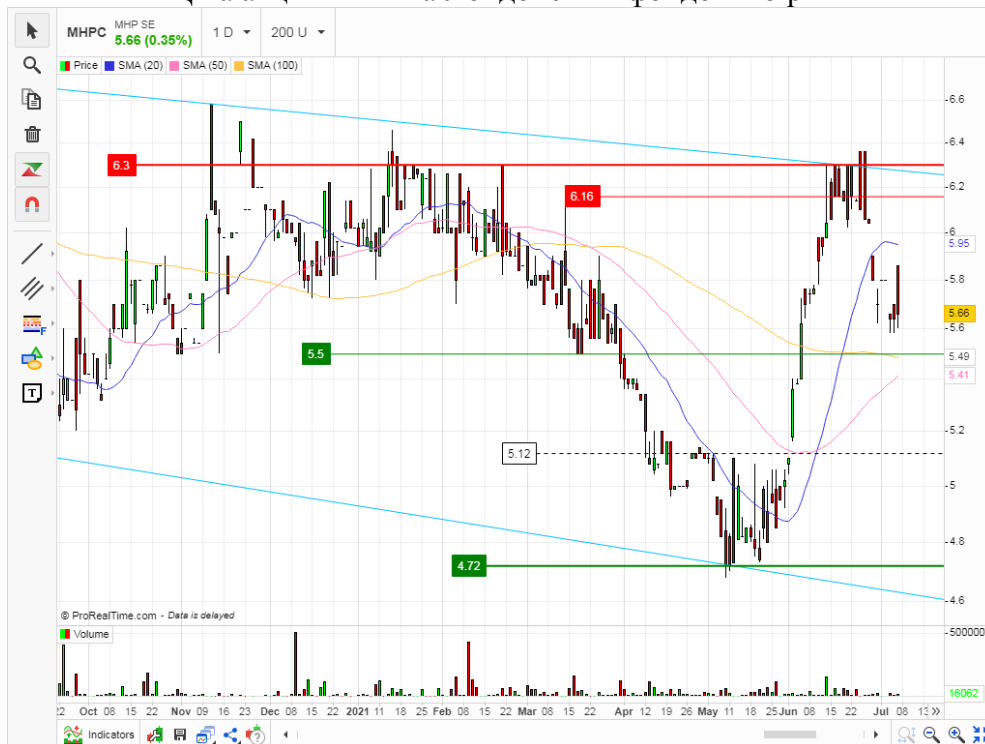 MHPC
MHP SE
5.66 (0.35%)
1 D
200 U
Price
SMA (20)
SMA (50)
SMA (100)
6.6
6.4
6.3
6.2
6.16
6
5.95
5.8
5.66
5.6
5.5
5.49
5.41
5.2
5.12
5
4.8
4.72
4.6
© ProRealTime.com - Data is delayed
Volume
500000
16062
22 Oct 08 15 22 Nov 09 16 23 Dec 08 15 22 2021 11 18 25 Feb 08 15 22 Mar 08 15 22 Apr 12 19 26 May 11 18 25 Jun 08 15 22 Jul 08 13 »
Indicators